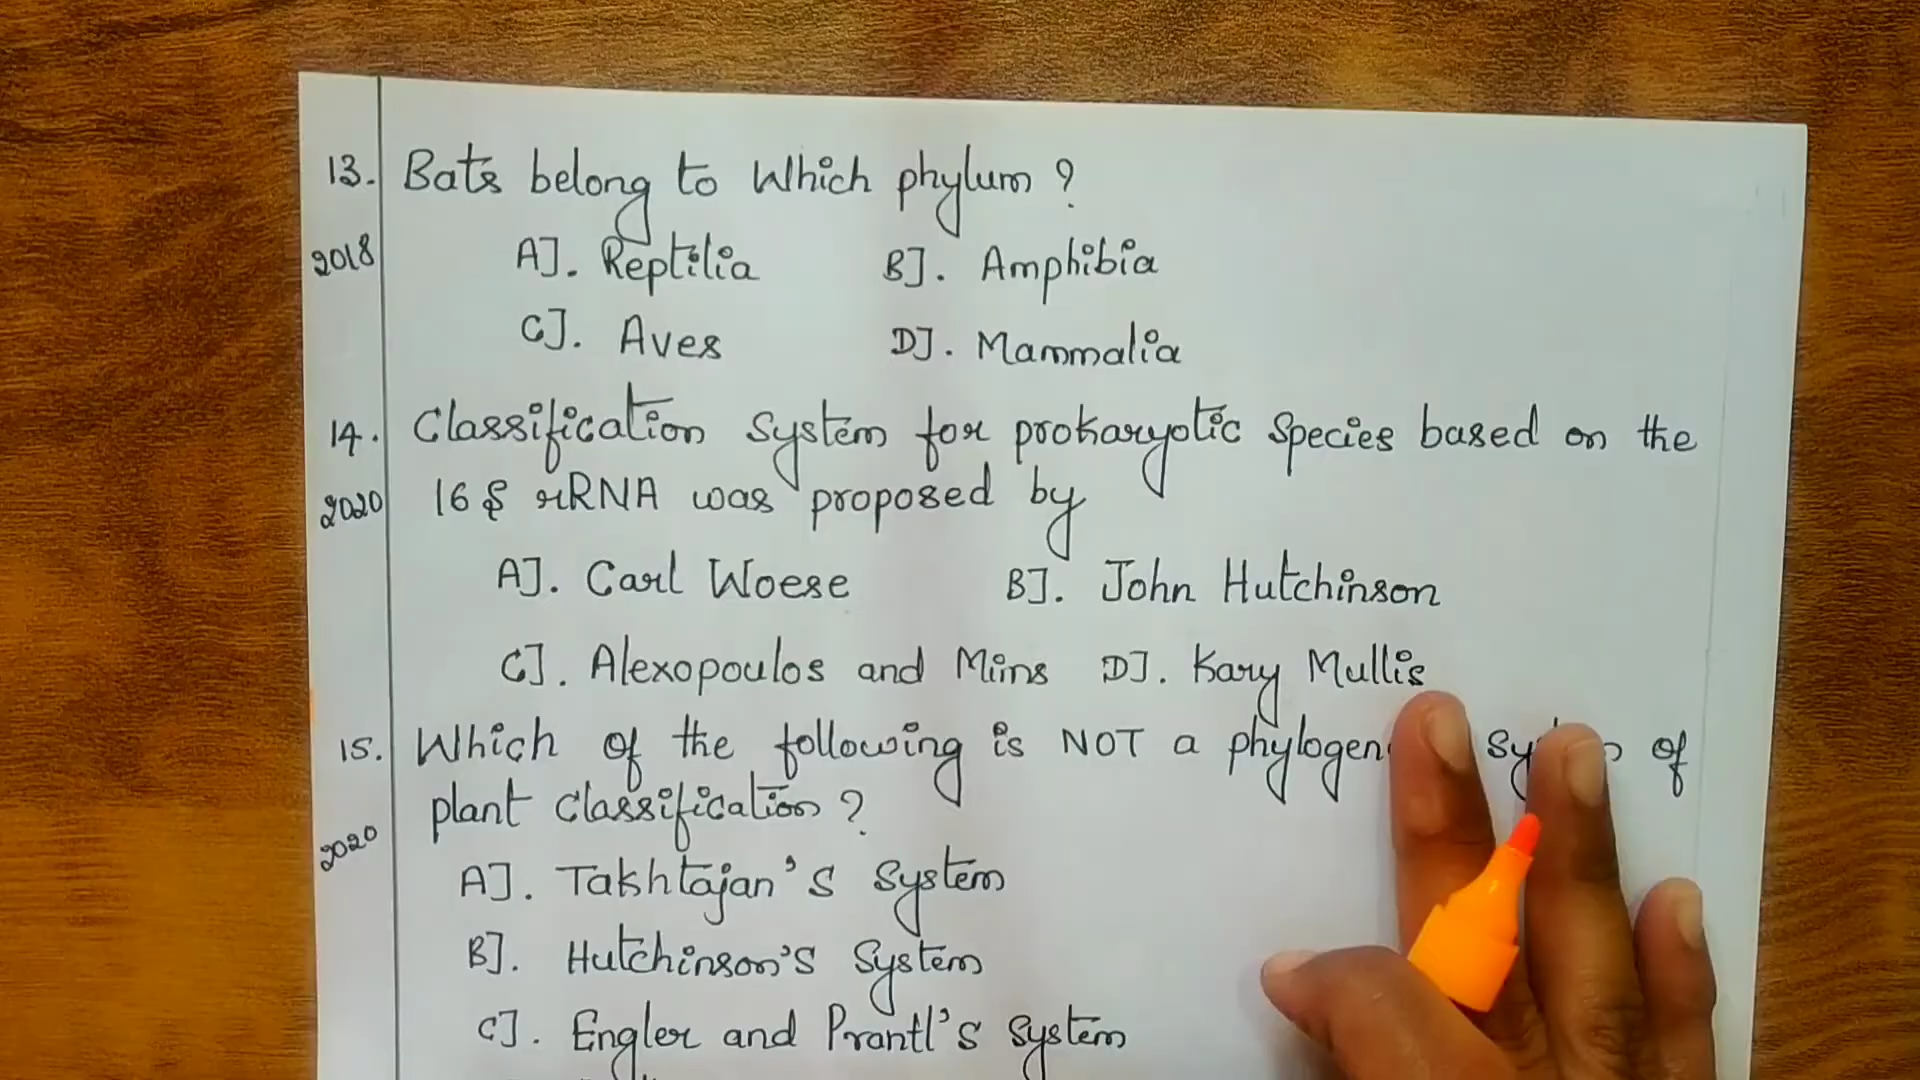 13. Bats belong to Which phylum ?
2018 A]. Reptilia B]. Amphibia
C]. Aves D]. Mammalia
14. Classification system for prokaryotic species based on the
2020 16 S rRNA was proposed by
A]. Carl Woese B]. John Hutchinson
C]. Alexopoulos and Mims D]. Kary Mullis
15. Which of the following is NOT a of
plant classification ?
2020
A]. Takhtajan's System
B]. Hutchinson's System
C]. Engler and Prantl's System